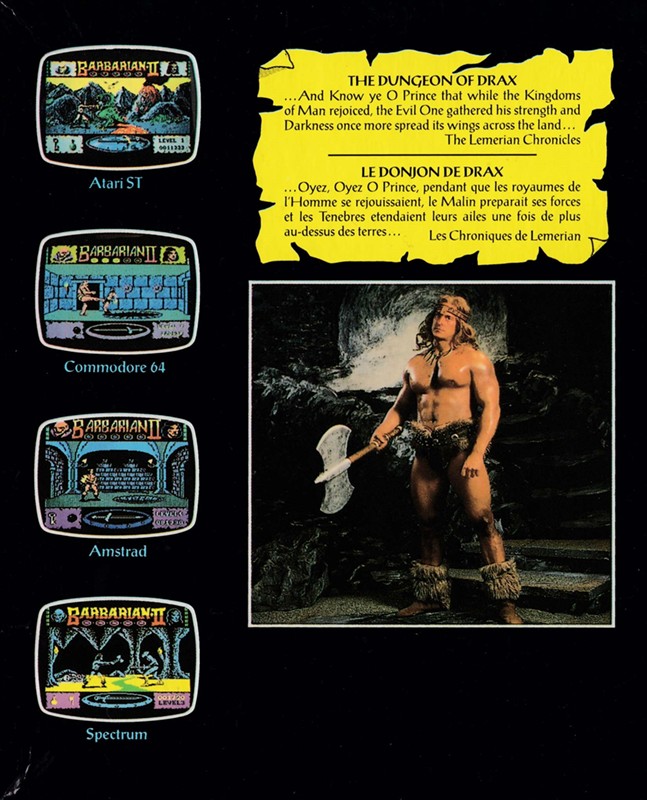 BARBARIAN-II
LEVEL 1
0011333
Atari ST
BARBARIAN II
Commodore 64
BARBARIAN II
Amstrad
BARBARIAN-II
LEVEL3
Spectrum
THE DUNGEON OF DRAX
...And Know ye O Prince that while the Kingdoms
of Man rejoiced, the Evil One gathered his strength and
Darkness once more spread its wings across the land...
The Lemerian Chronicles
LE DONJON DE DRAX
...Oyez, Oyez O Prince, pendant que les royaumes de
l'Homme se rejouissaient, le Malin preparait ses forces
et les Tenebres etendaient leurs ailes une fois de plus
au-dessus des terres...
Les Chroniques de Lemerian